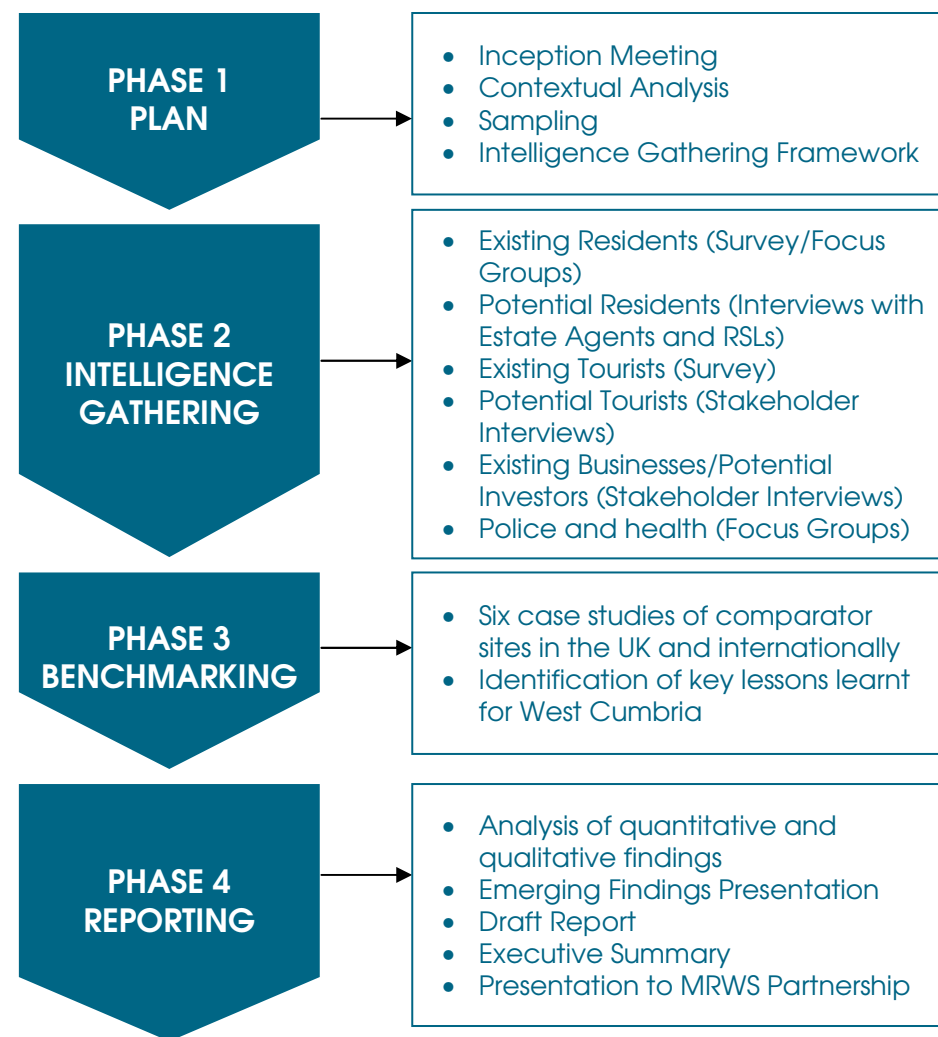 PHASE 1
PLAN
• Inception Meeting
• Contextual Analysis
• Sampling
• Intelligence Gathering Framework
PHASE 2
INTELLIGENCE
GATHERING
• Existing Residents (Survey/Focus
Groups)
• Potential Residents (Interviews with
Estate Agents and RSLs)
• Existing Tourists (Survey)
• Potential Tourists (Stakeholder
Interviews)
• Existing Businesses/Potential
Investors (Stakeholder Interviews)
• Police and health (Focus Groups)
PHASE 3
BENCHMARKING
• Six case studies of comparator
sites in the UK and internationally
• Identification of key lessons learnt
for West Cumbria
PHASE 4
REPORTING
• Analysis of quantitative and
qualitative findings
• Emerging Findings Presentation
• Draft Report
• Executive Summary
• Presentation to MRWS Partnership